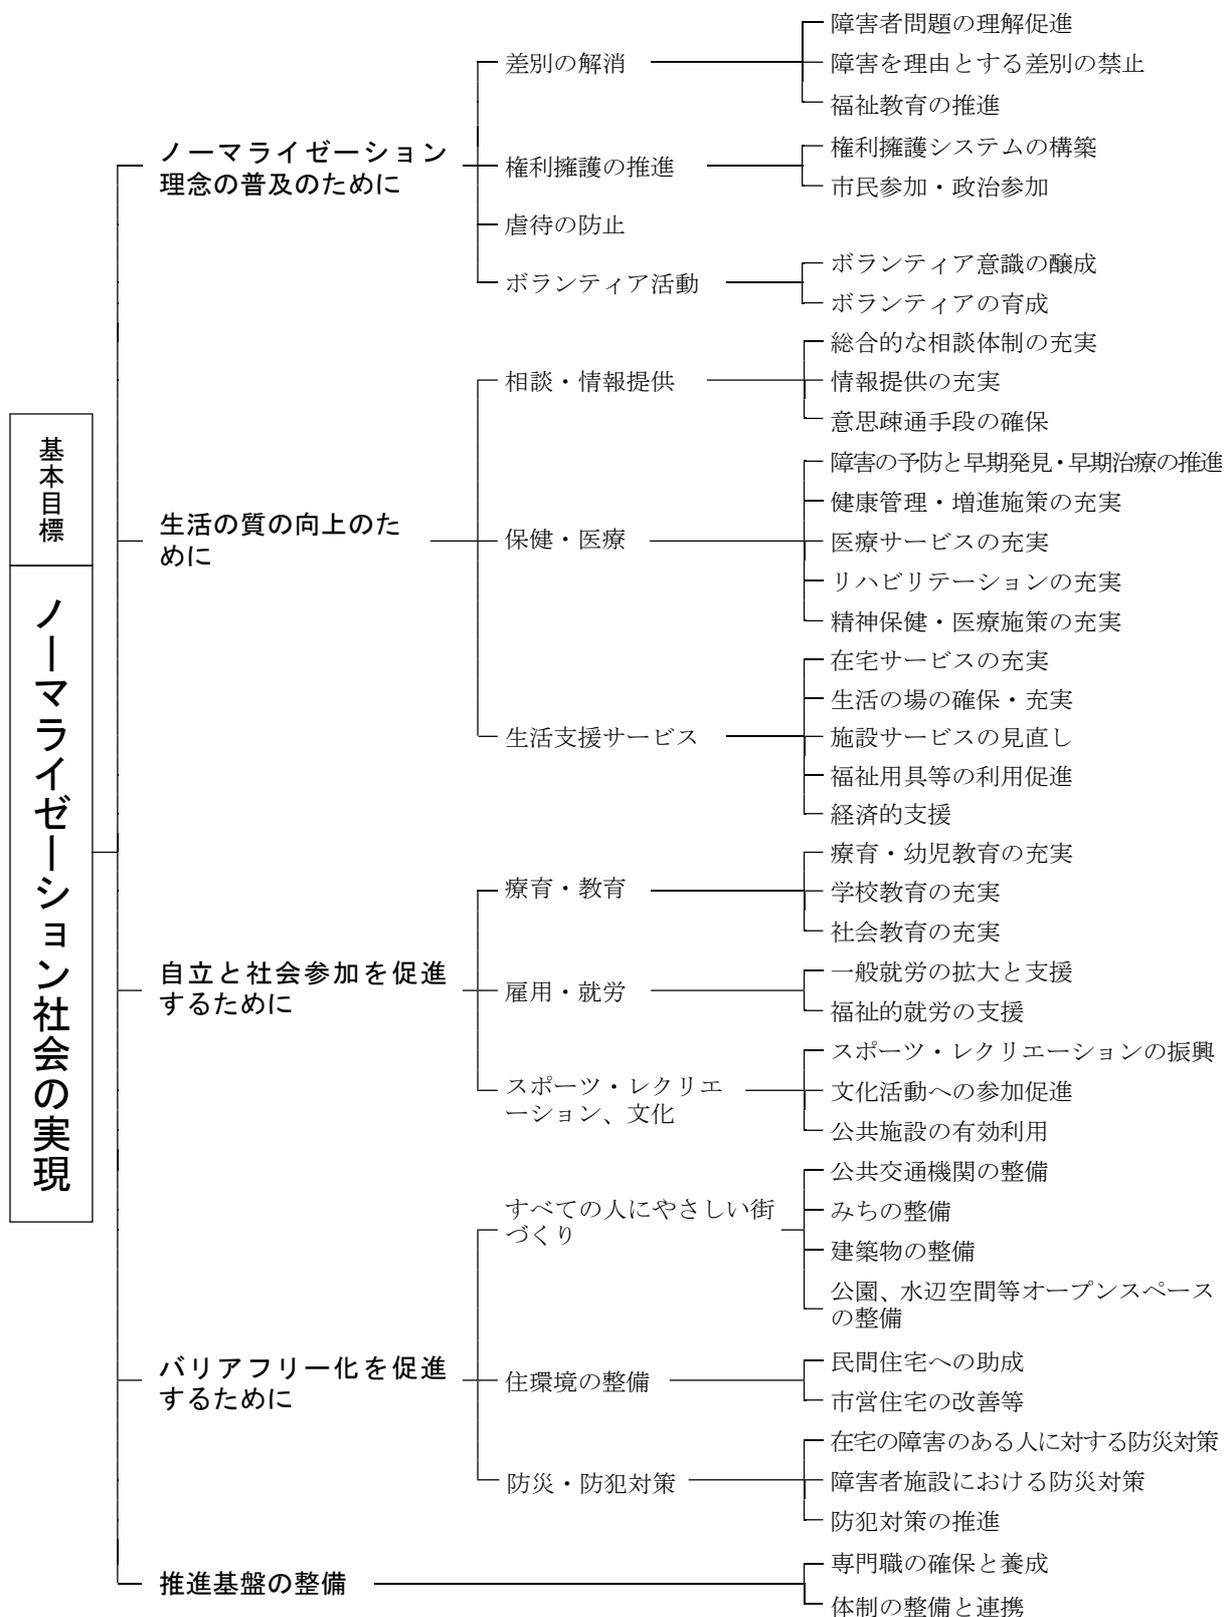 基本目標
ノーマライゼーション社会の実現
ノーマライゼーション
理念の普及のために
差別の解消
障害者問題の理解促進
障害を理由とする差別の禁止
福祉教育の推進
権利擁護の推進
権利擁護システムの構築
市民参加・政治参加
虐待の防止
ボランティア活動
ボランティア意識の醸成
ボランティアの育成
生活の質の向上のた
めに
相談・情報提供
総合的な相談体制の充実
情報提供の充実
意思疎通手段の確保
保健・医療
障害の予防と早期発見・早期治療の推進
健康管理・増進施策の充実
医療サービスの充実
リハビリテーションの充実
精神保健・医療施策の充実
生活支援サービス
在宅サービスの充実
生活の場の確保・充実
施設サービスの見直し
福祉用具等の利用促進
経済的支援
自立と社会参加を促進
するために
療育・教育
療育・幼児教育の充実
学校教育の充実
社会教育の充実
雇用・就労
一般就労の拡大と支援
福祉的就労の支援
スポーツ・レクリエ
ーション、文化
スポーツ・レクリエーションの振興
文化活動への参加促進
公共施設の有効利用
バリアフリー化を促進
するために
すべての人にやさしい街
づくり
公共交通機関の整備
みちの整備
建築物の整備
公園、水辺空間等オープンスペース
の整備
住環境の整備
民間住宅への助成
市営住宅の改善等
防災・防犯対策
在宅の障害のある人に対する防災対策
障害者施設における防災対策
防犯対策の推進
推進基盤の整備
専門職の確保と養成
体制の整備と連携